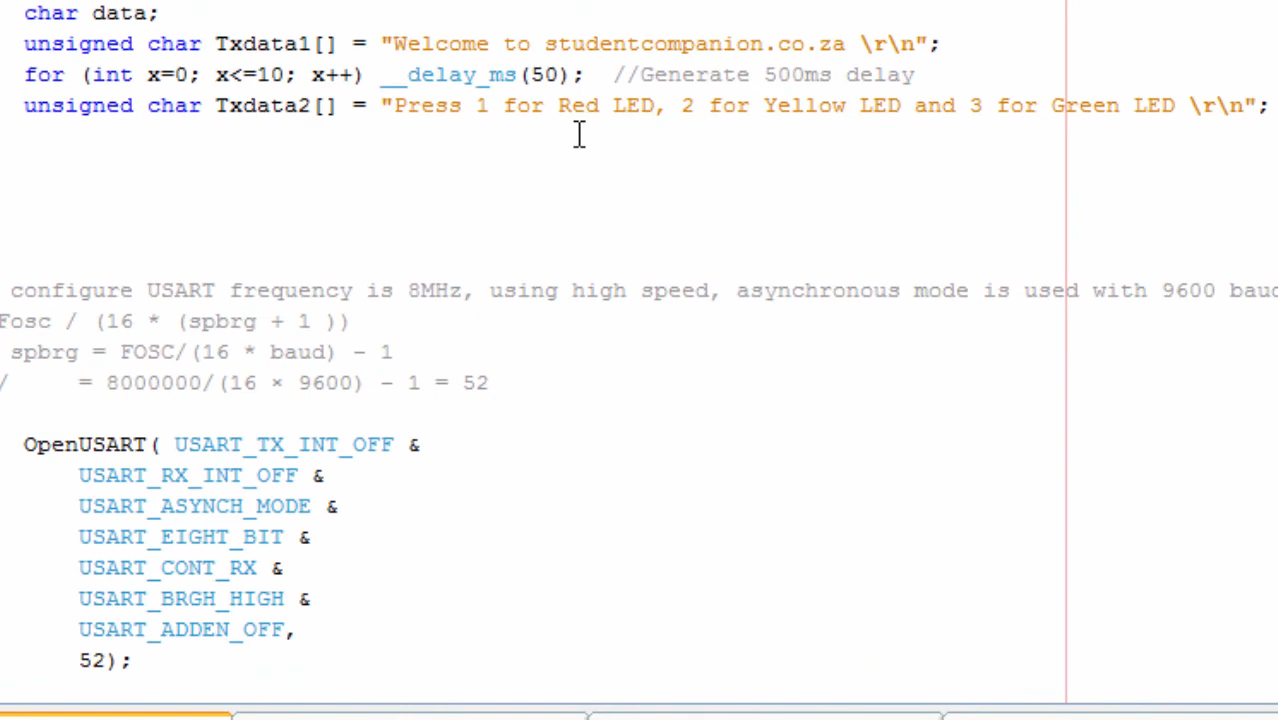 char data;
unsigned char Txdata1[] = "Welcome to studentcompanion.co.za \r\n";
for (int x=0; x<=10; x++) __delay_ms(50);  //Generate 500ms delay
unsigned char Txdata2[] = "Press 1 for Red LED, 2 for Yellow LED and 3 for Green LED \r\n";
configure USART frequency is 8MHz, using high speed, asynchronous mode is used with 9600 baud
Fosc / (16 * (spbrg + 1 ))
spbrg = FOSC/(16 * baud) - 1
/     = 8000000/(16 × 9600) - 1 = 52
OpenUSART( USART_TX_INT_OFF &
USART_RX_INT_OFF &
USART_ASYNCH_MODE &
USART_EIGHT_BIT &
USART_CONT_RX &
USART_BRGH_HIGH &
USART_ADDEN_OFF,
52);